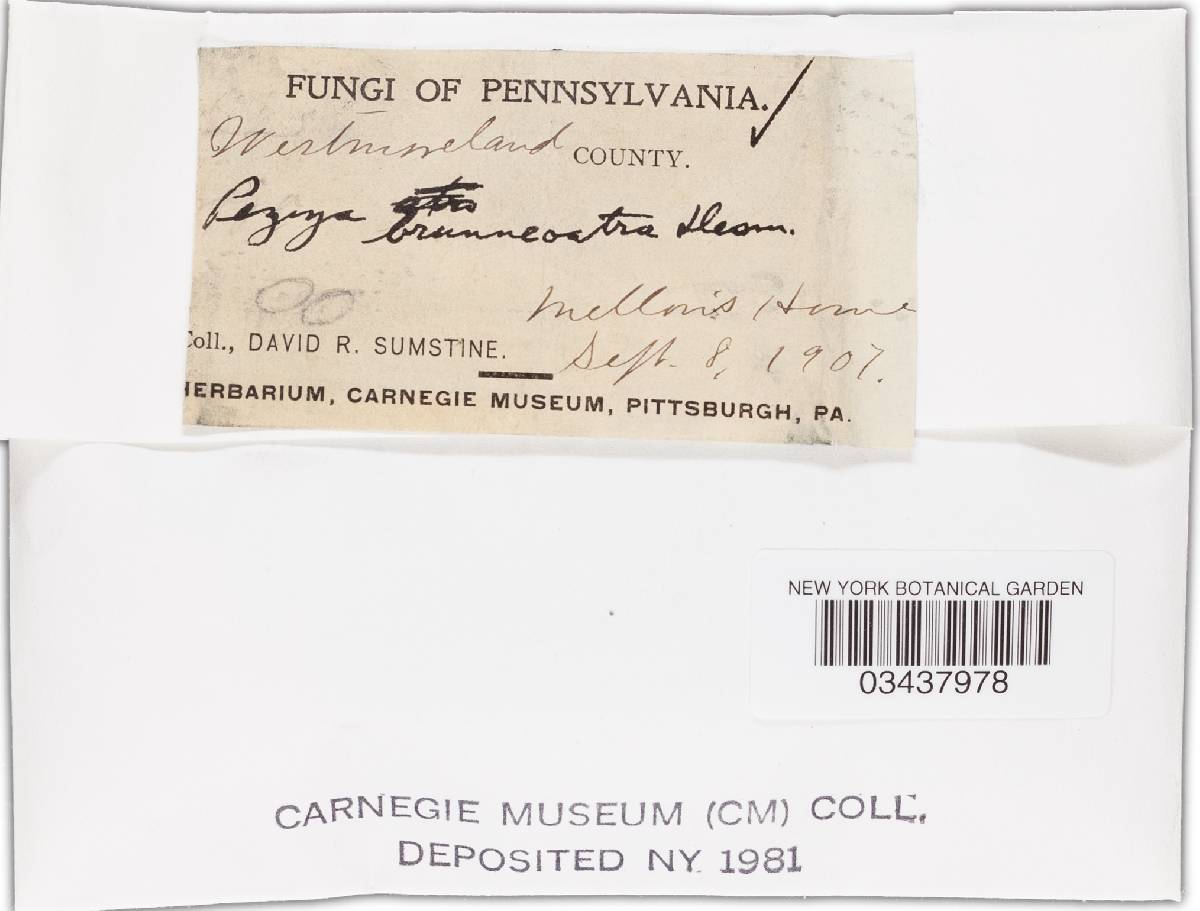 FUNGI OF PENNSYLVANIA.
Westmoreland COUNTY.
Peziza brunneoatra Desm.
Mellon's Home
Coll., DAVID R. SUMSTINE.
Sept. 8, 1907.
HERBARIUM, CARNEGIE MUSEUM, PITTSBURGH, PA.
NEW YORK BOTANICAL GARDEN
03437978
CARNEGIE MUSEUM (CM) COLL.
DEPOSITED NY 1981